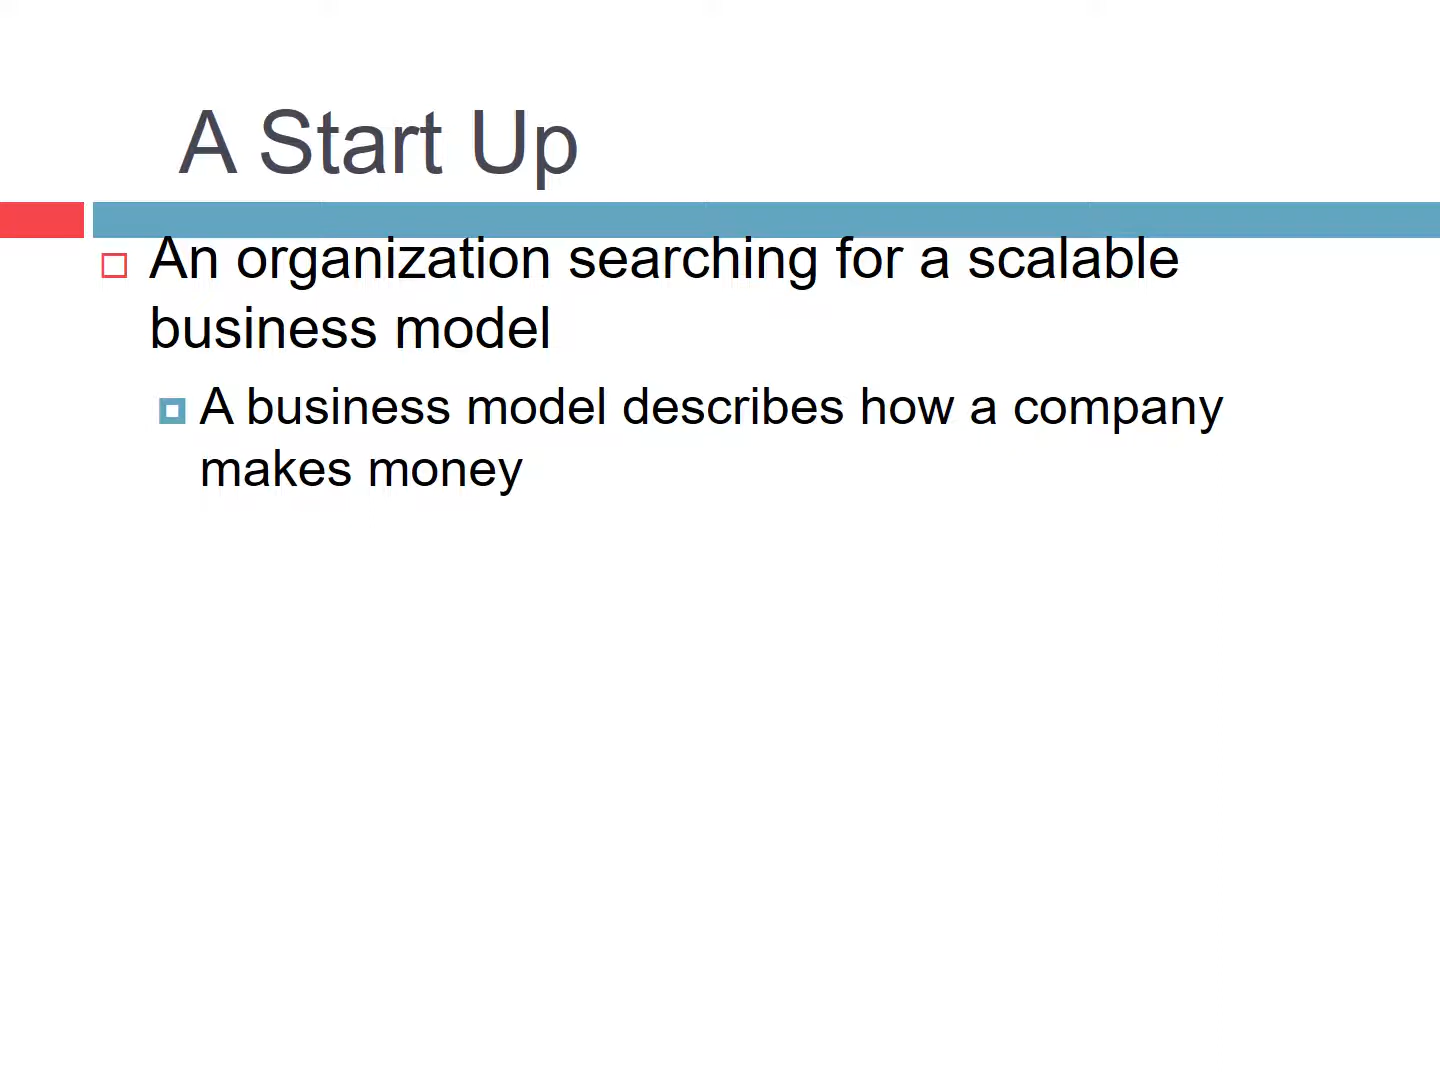 A Start Up
An organization searching for a scalable
business model
A business model describes how a company
makes money